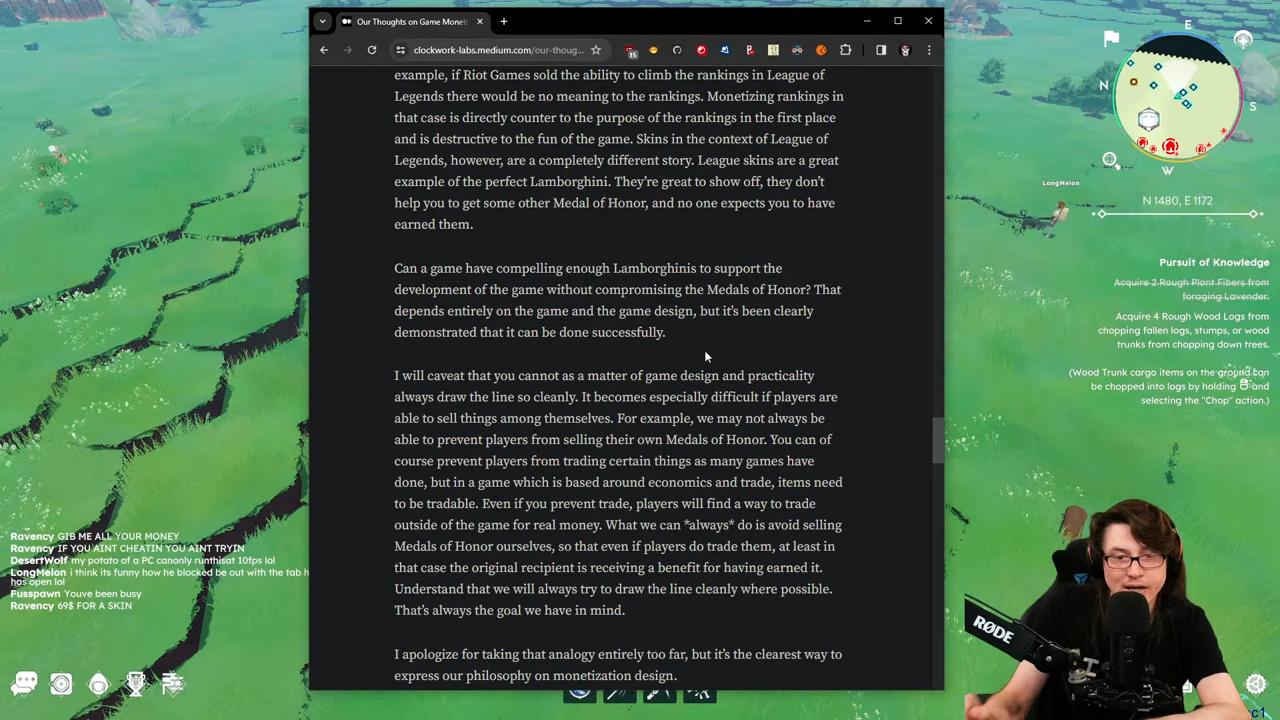 Our Thoughts on Game Moneti
clockwork-labs.medium.com/our-thoug...
15
example, if Riot Games sold the ability to climb the rankings in League of
Legends there would be no meaning to the rankings. Monetizing rankings in
that case is directly counter to the purpose of the rankings in the first place
and is destructive to the fun of the game. Skins in the context of League of
Legends, however, are a completely different story. League skins are a great
example of the perfect Lamborghini. They're great to show off, they don't
help you to get some other Medal of Honor, and no one expects you to have
earned them.
Can a game have compelling enough Lamborghinis to support the
development of the game without compromising the Medals of Honor? That
depends entirely on the game and the game design, but it's been clearly
demonstrated that it can be done successfully.
I will caveat that you cannot as a matter of game design and practicality
always draw the line so cleanly. It becomes especially difficult if players are
able to sell things among themselves. For example, we may not always be
able to prevent players from selling their own Medals of Honor. You can of
course prevent players from trading certain things as many games have
done, but in a game which is based around economics and trade, items need
to be tradable. Even if you prevent trade, players will find a way to trade
outside of the game for real money. What we can *always* do is avoid selling
Medals of Honor ourselves, so that even if players do trade them, at least in
that case the original recipient is receiving a benefit for having earned it.
Understand that we will always try to draw the line cleanly where possible.
That's always the goal we have in mind.
I apologize for taking that analogy entirely too far, but it's the clearest way to
express our philosophy on monetization design.
E
N
S
W
LongMelon
N 1480, E 1172
Pursuit of Knowledge
Acquire 2 Rough Plant Fibers from
foraging Lavender.
Acquire 4 Rough Wood Logs from
chopping fallen logs, stumps, or wood
trunks from chopping down trees.
(Wood Trunk cargo items on the ground can
be chopped into logs by holding and
selecting the "Chop" action.)
Ravency GIB ME ALL YOUR MONEY
Ravency IF YOU AINT CHEATIN YOU AINT TRYIN
DesertWolf my potato of a PC canonly runthisat 10fps lol
LongMelon i think its funny how he blocked be out with the tab h
has open lol
Fusspawn Youve been busy
Ravency 69$ FOR A SKIN
RØDE
c1